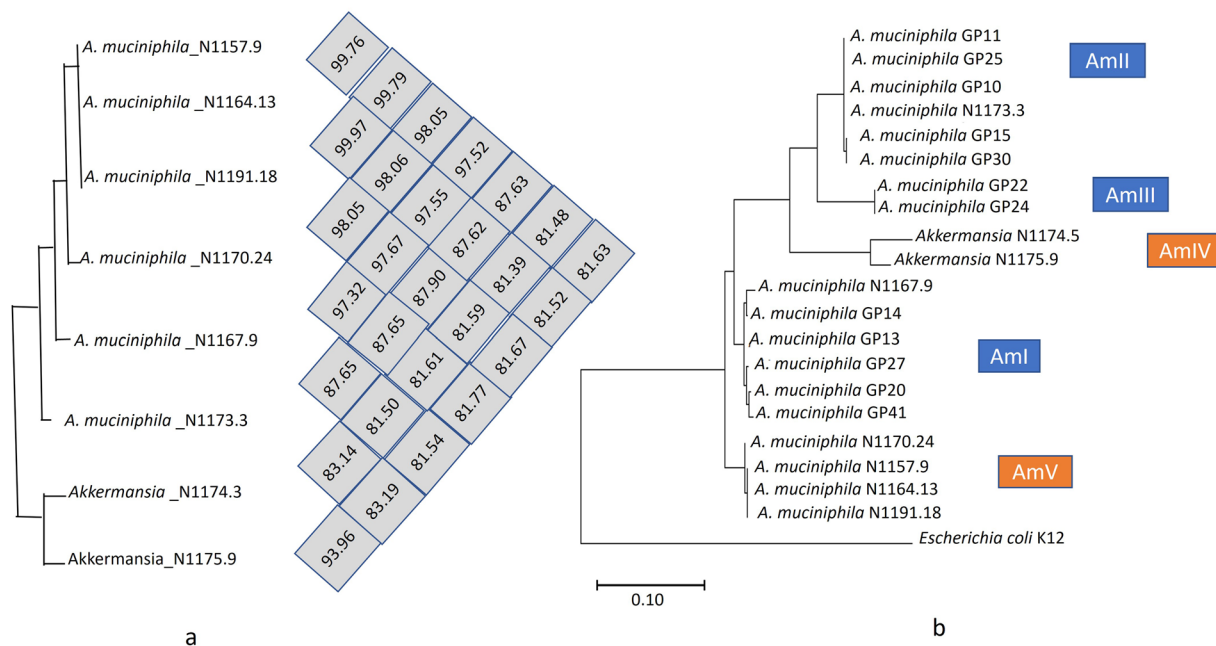 A. muciniphila_N1157.9
A. muciniphila _N1164.13
A. muciniphila _N1191.18
A. muciniphila _N1170.24
A. muciniphila _N1167.9
A. muciniphila _N1173.3
Akkermansia _N1174.3
Akkermansia_N1175.9
99.76
99.79
98.05
97.52
87.63
81.48
81.63
99.97
98.06
97.55
87.62
81.39
81.52
98.05
97.67
87.90
81.59
81.67
97.32
87.65
81.61
81.77
87.65
81.50
81.54
83.14
83.19
93.96
a
A. muciniphila GP11
A. muciniphila GP25
A. muciniphila GP10
A. muciniphila N1173.3
A. muciniphila GP15
A. muciniphila GP30
AmII
A. muciniphila GP22
A. muciniphila GP24
AmIII
Akkermansia N1174.5
Akkermansia N1175.9
AmIV
A. muciniphila N1167.9
A. muciniphila GP14
A. muciniphila GP13
A. muciniphila GP27
A. muciniphila GP20
A. muciniphila GP41
AmI
A. muciniphila N1170.24
A. muciniphila N1157.9
A. muciniphila N1164.13
A. muciniphila N1191.18
AmV
Escherichia coli K12
0.10
b